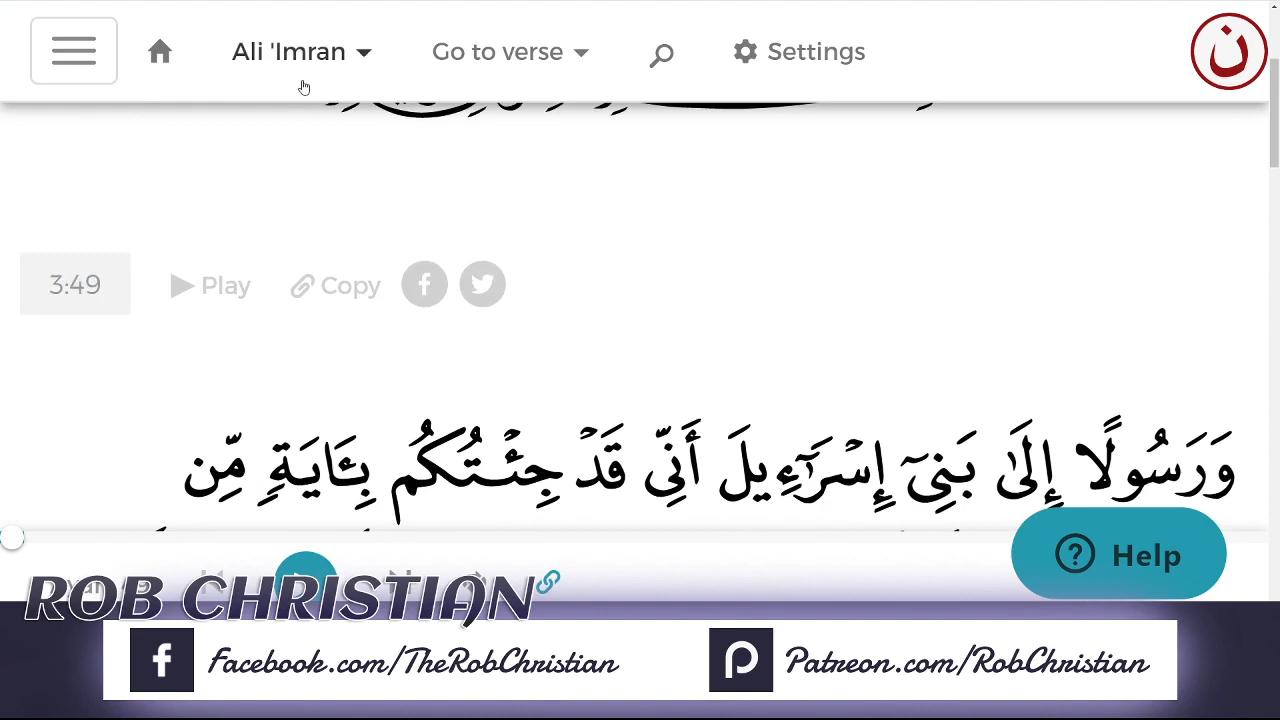 Ali 'Imran
Go to verse
Settings
ن
3:49
Play
Copy
وَرَسُولًا إِلَىٰ بَنِىٓ إِسْرَٰٓءِيلَ أَنِّى قَدْ جِئْتُكُم بِـَٔايَةٍ مِّن
Help
ROB CHRISTIAN
Facebook.com/TheRobChristian
Patreon.com/RobChristian